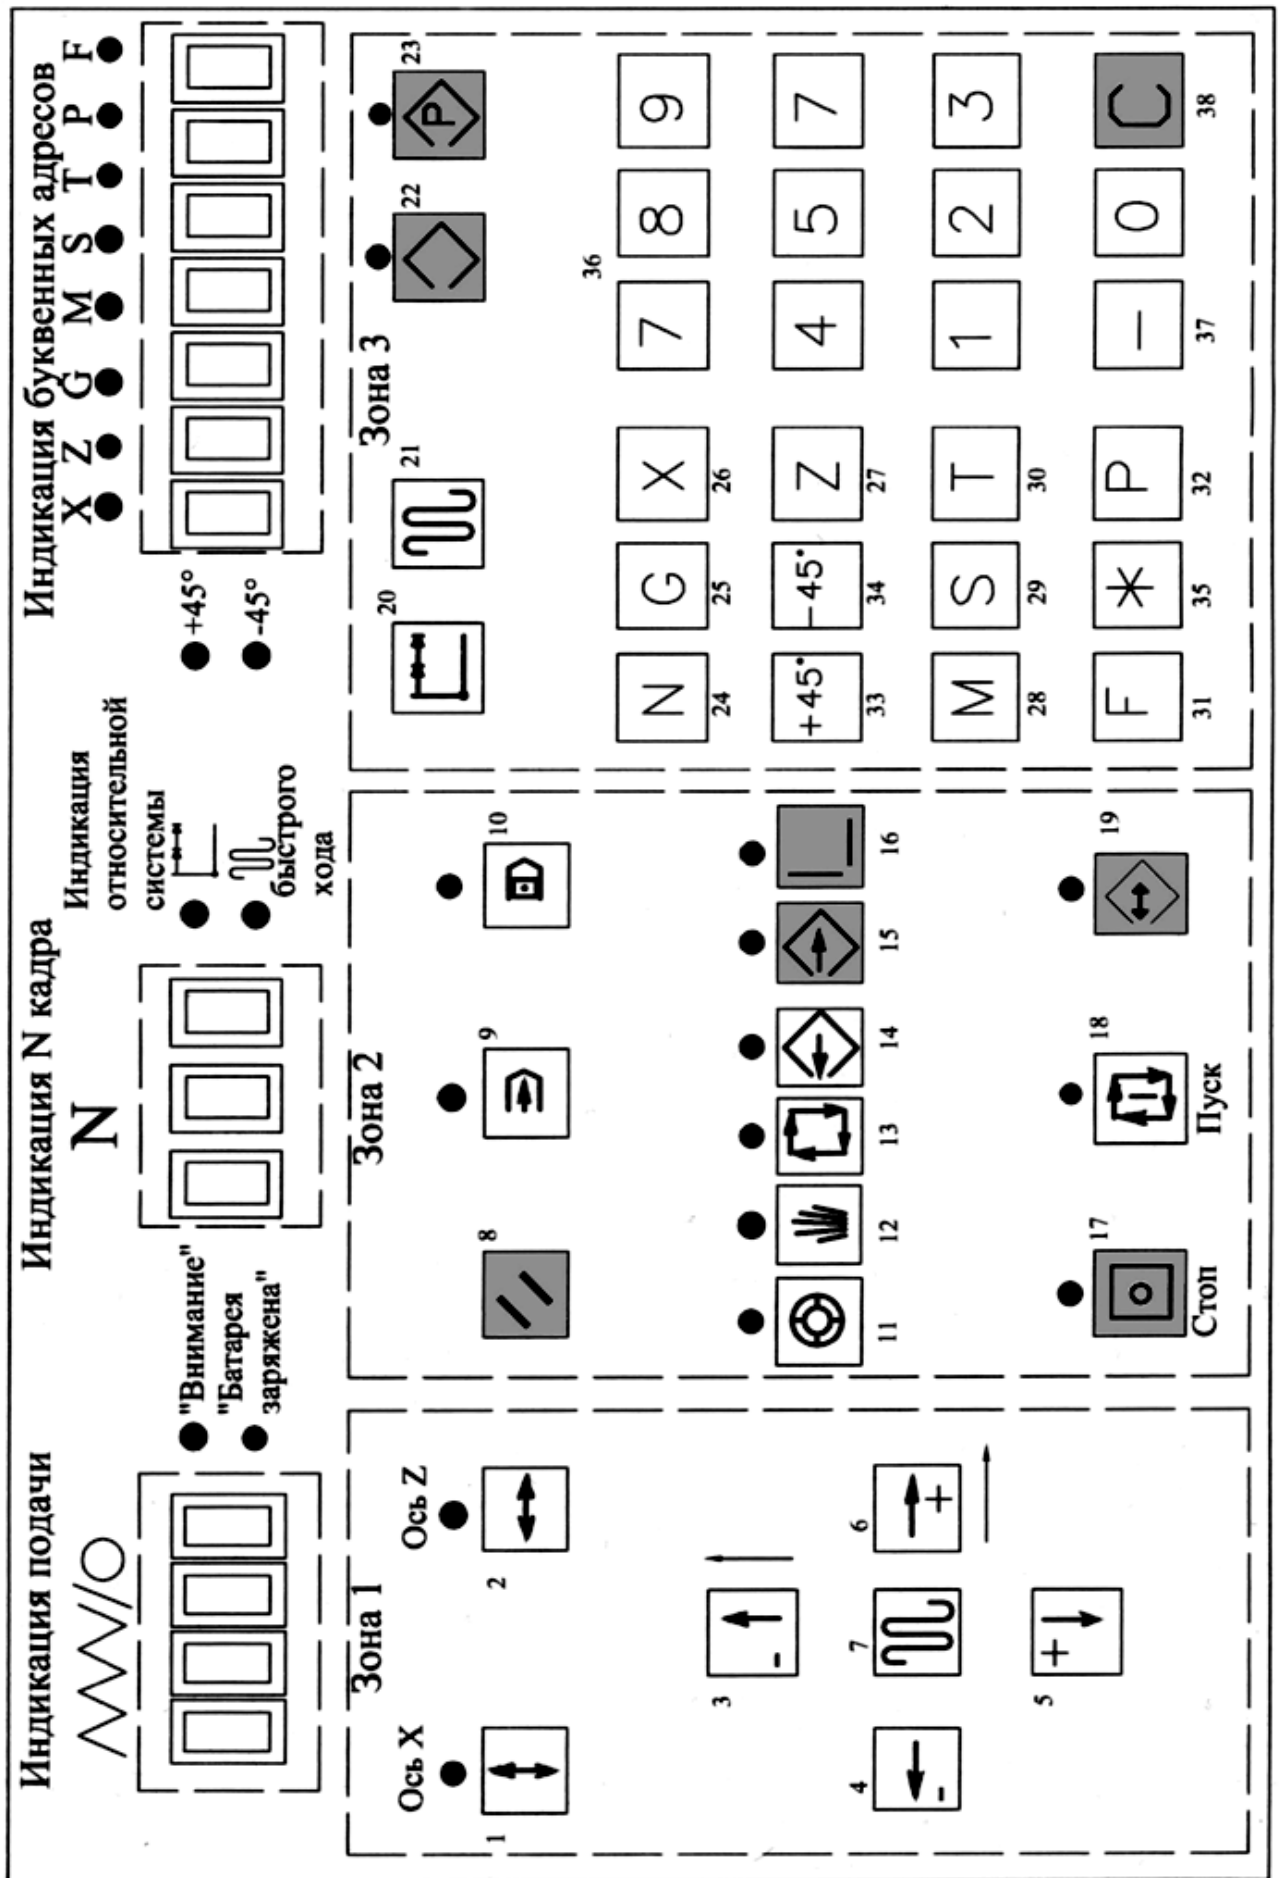 Индикация подачи
Индикация N кадра
Индикация буквенных адресов
"Внимание"
"Батарся
заряжена"
N
Индикация
относительной
системы
быстрого
хода
+45°
-45°
X Z G M S T P F
Зона 1
Ось X
Ось Z
1
2
3
-
4
-
5
+
6
+
7
Зона 2
8
9
10
11
12
13
14
15
16
17
Стоп
18
Пуск
19
Зона 3
20
21
22
P
23
36
N G X 7 8 9
24 25 26
+45° -45° Z 4 5 7
33 34 27
M S T 1 2 3
28 29 30
F * P - 0 C
31 35 32 37 38